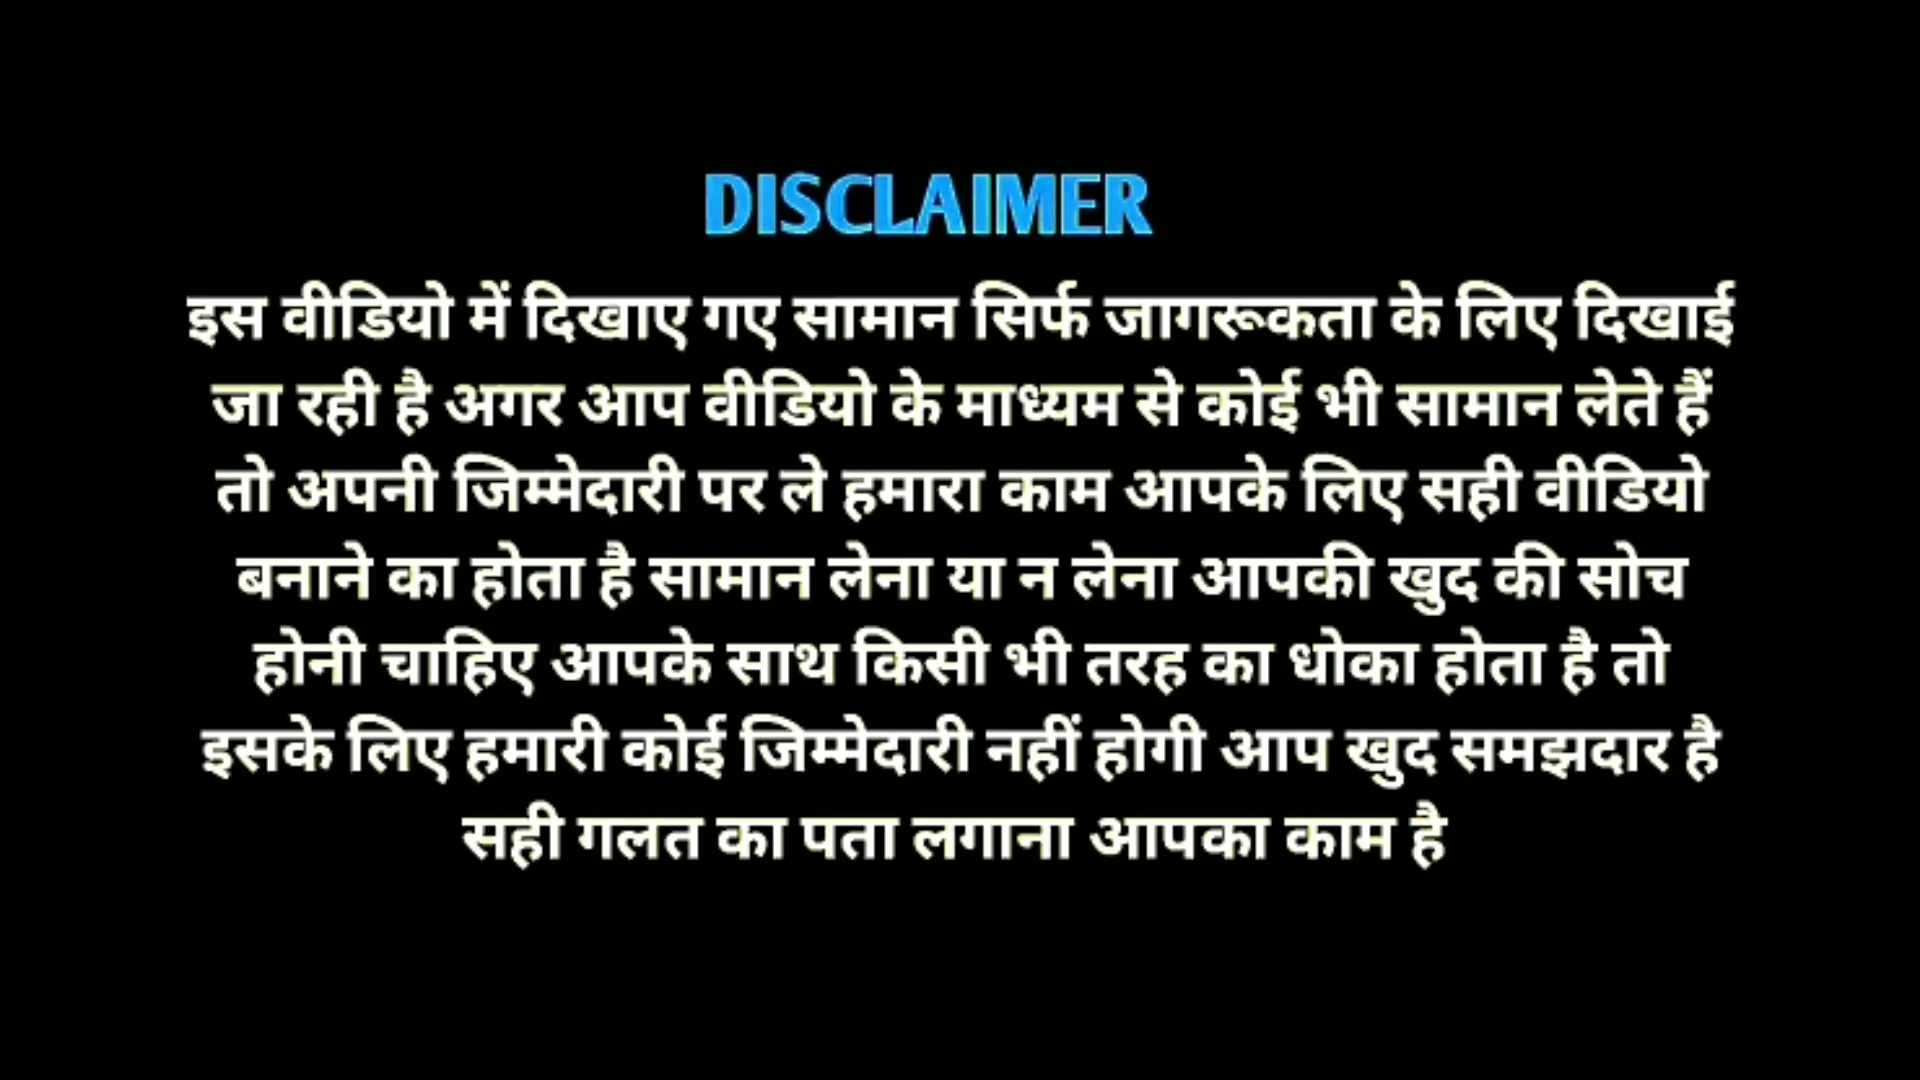 DISCLAIMER
इस वीडियो में दिखाए गए सामान सिर्फ जागरूकता के लिए दिखाई
जा रही है अगर आप वीडियो के माध्यम से कोई भी सामान लेते हैं
तो अपनी जिम्मेदारी पर ले हमारा काम आपके लिए सही वीडियो
बनाने का होता है सामान लेना या न लेना आपकी खुद की सोच
होनी चाहिए आपके साथ किसी भी तरह का धोका होता है तो
इसके लिए हमारी कोई जिम्मेदारी नहीं होगी आप खुद समझदार है
सही गलत का पता लगाना आपका काम है